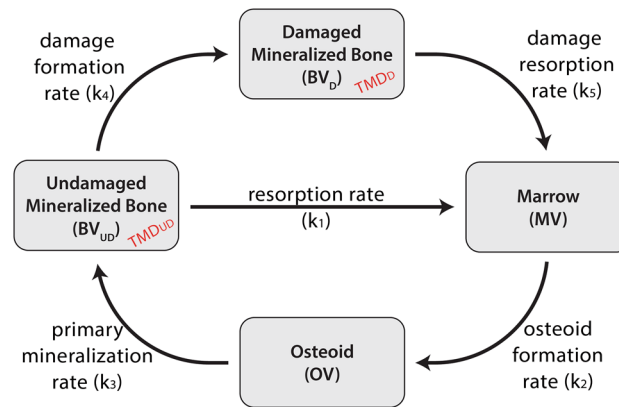 damage
formation
rate (k4)
Damaged
Mineralized Bone
(BVD)
TMDD
damage
resorption
rate (k5)
Undamaged
Mineralized Bone
(BVUD)
TMDUD
resorption rate
(k1)
Marrow
(MV)
primary
mineralization
rate (k3)
Osteoid
(OV)
osteoid
formation
rate (k2)